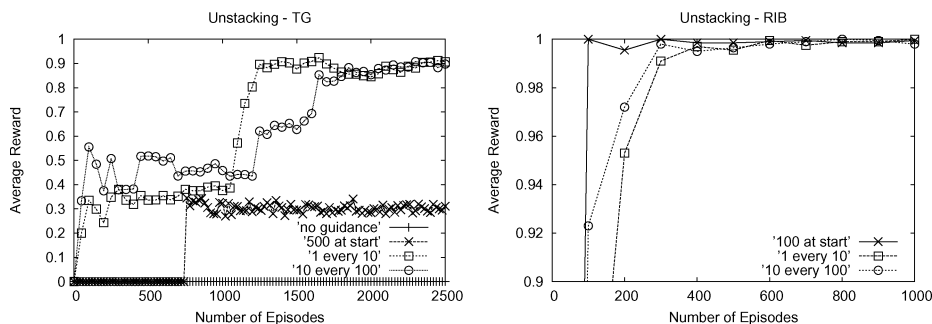 Unstacking - TG
Average Reward
1
0.9
0.8
0.7
0.6
0.5
0.4
0.3
0.2
0.1
0
0 500 1000 1500 2000 2500
Number of Episodes
'no guidance'
'500 at start'
'1 every 10'
'10 every 100'
Unstacking - RIB
Average Reward
1
0.98
0.96
0.94
0.92
0.9
0 200 400 600 800 1000
Number of Episodes
'100 at start'
'1 every 10'
'10 every 100'